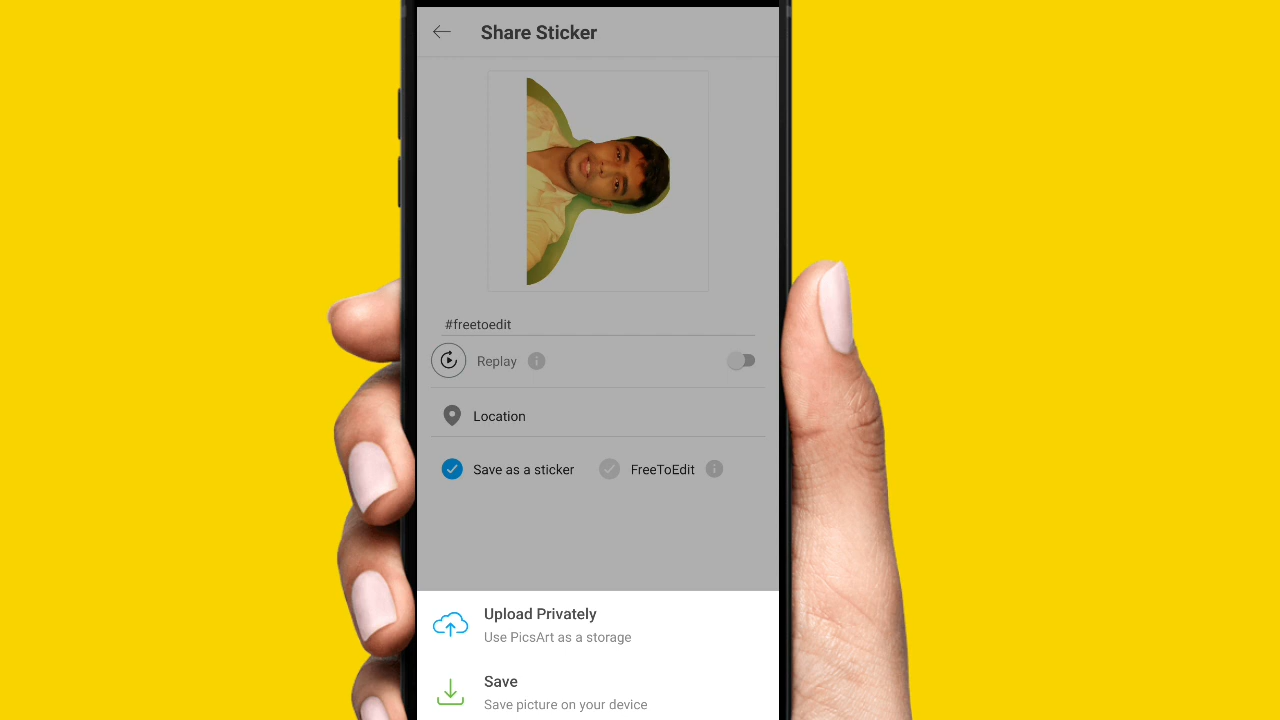 Share Sticker
#freetoedit
Replay
Location
Save as a sticker FreeToEdit
Upload Privately
Use PicsArt as a storage
Save
Save picture on your device